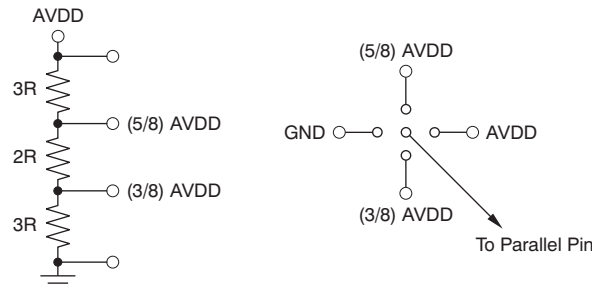 AVDD
3R
(5/8) AVDD
2R
(3/8) AVDD
3R
(5/8) AVDD
GND
AVDD
(3/8) AVDD
To Parallel Pin